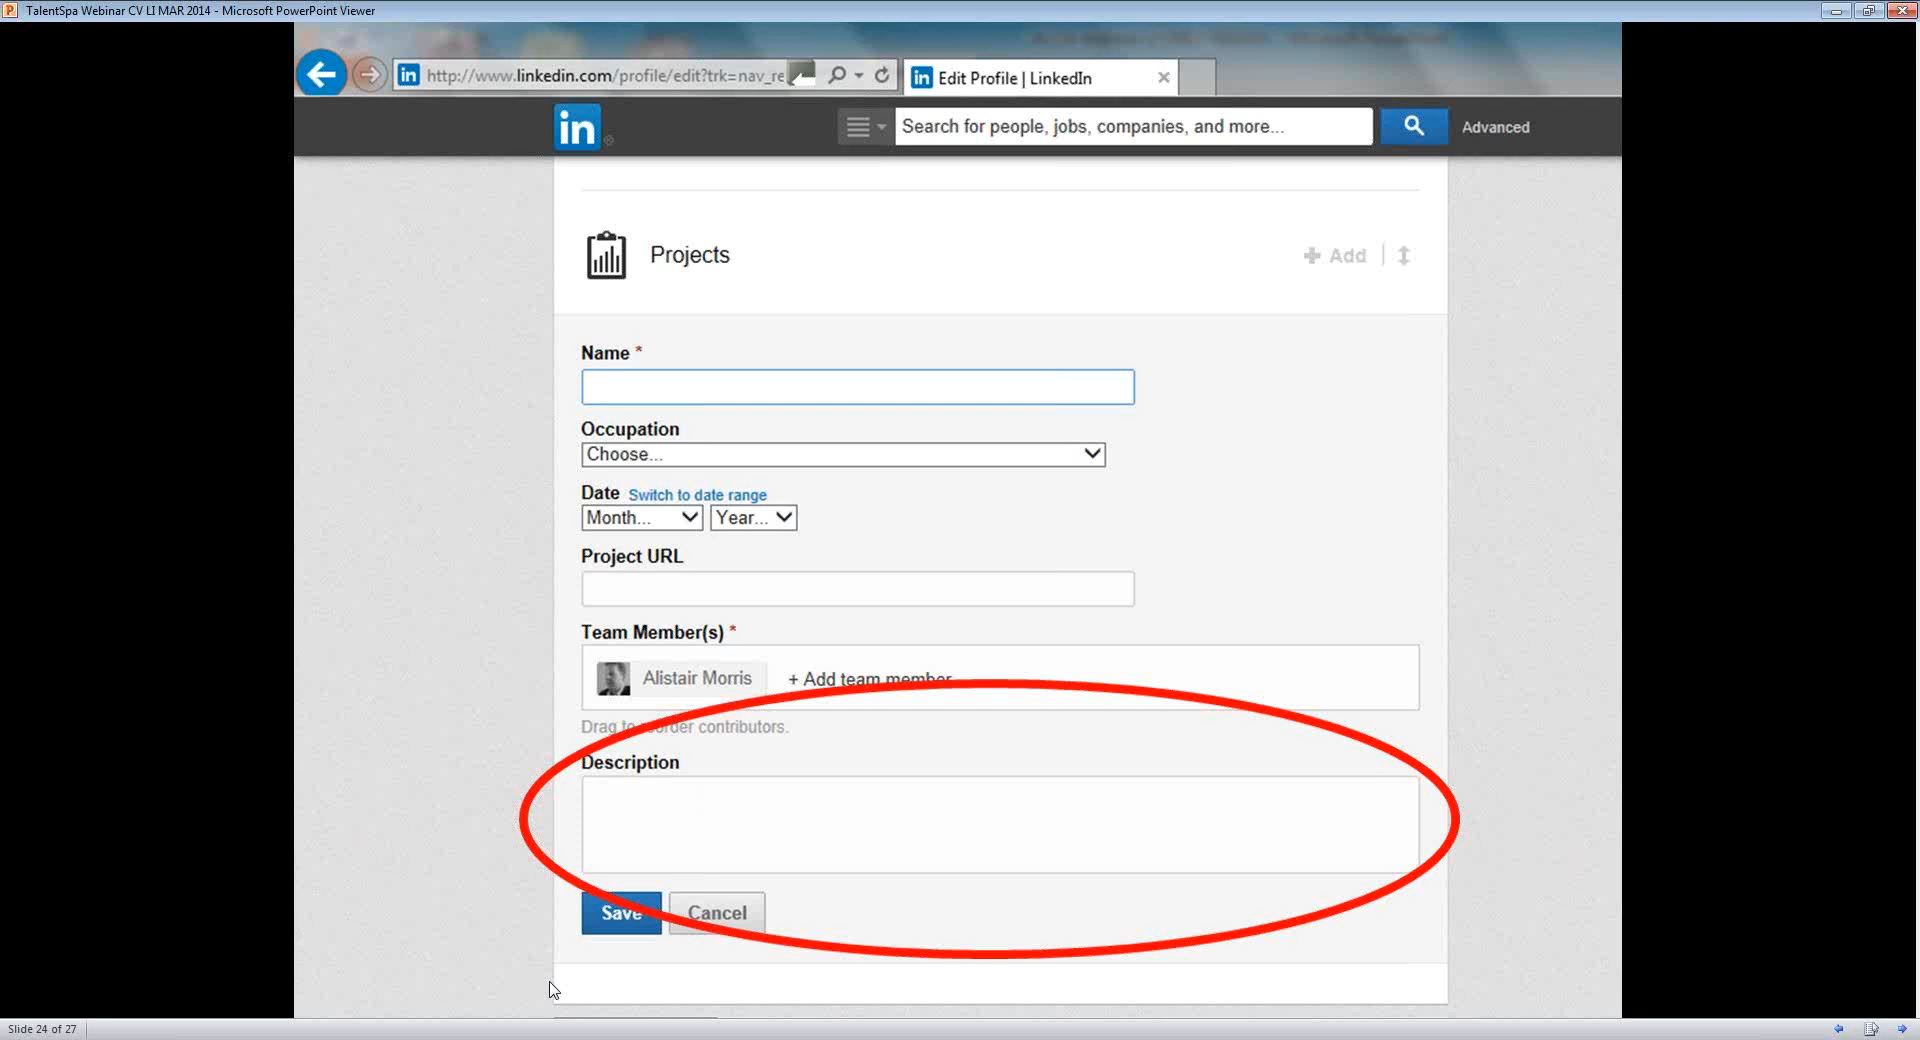 TalentSpa Webinar CV LI MAR 2014 - Microsoft PowerPoint Viewer
in http://www.linkedin.com/profile/edit?trk=nav_re
in Edit Profile | LinkedIn
in
Search for people, jobs, companies, and more...
Advanced
Projects
Add
Name *
Occupation
Choose...
Date Switch to date range
Month... Year...
Project URL
Team Member(s) *
Alistair Morris + Add team member
Drag to reorder contributors.
Description
Save Cancel
Slide 24 of 27